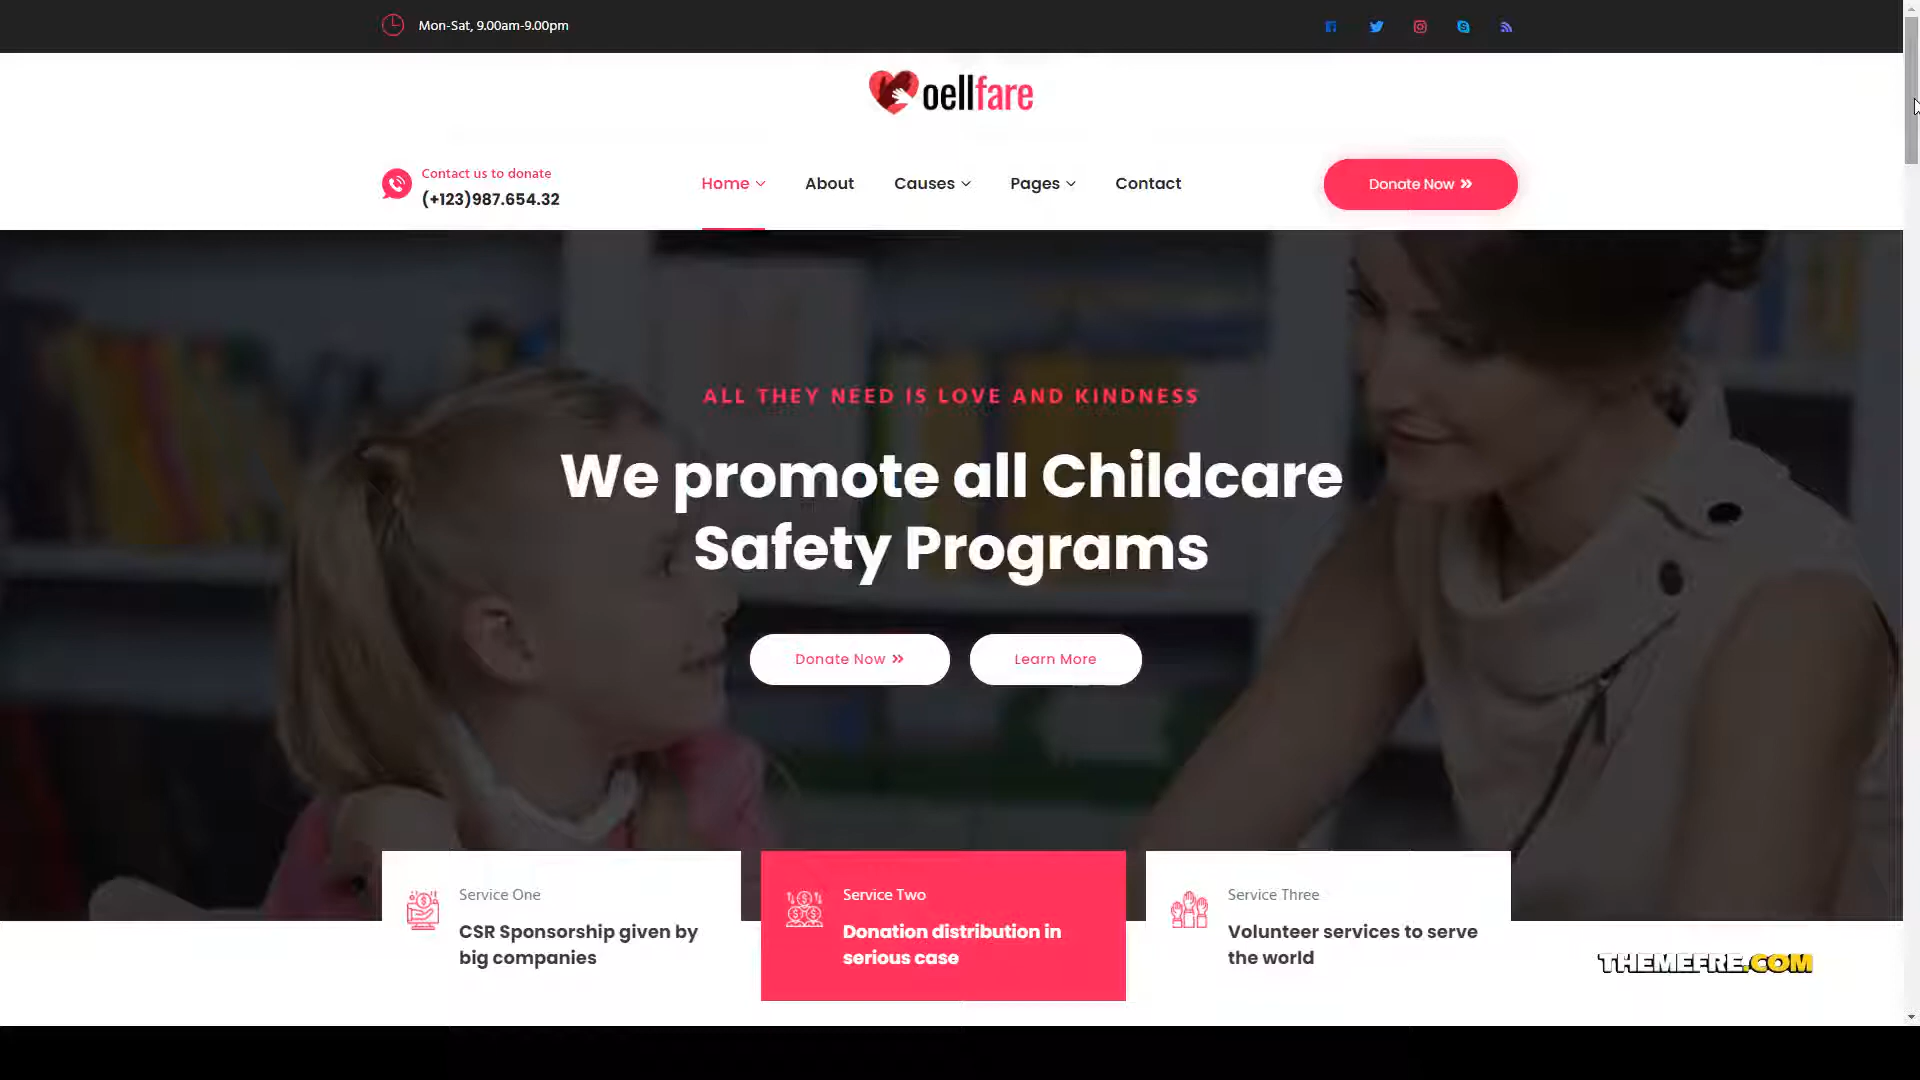 Mon-Sat, 9.00am-9.00pm
oellfare
Contact us to donate
(+123)987.654.32
Home
About
Causes
Pages
Contact
Donate Now »
ALL THEY NEED IS LOVE AND KINDNESS
We promote all Childcare
Safety Programs
Donate Now »
Learn More
Service One
CSR Sponsorship given by
big companies
Service Two
Donation distribution in
serious case
Service Three
Volunteer services to serve
the world
THEMEFRE.COM